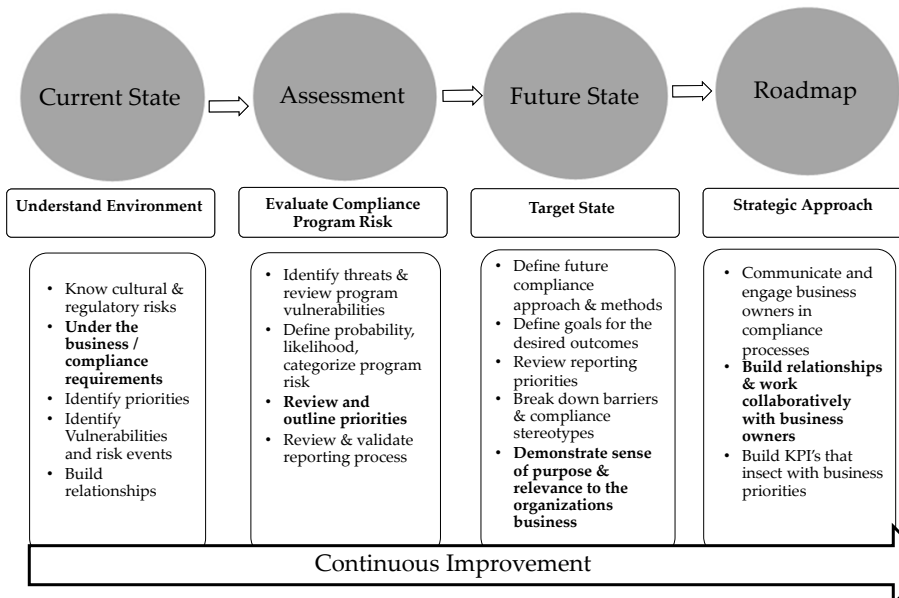 Current State
Assessment
Future State
Roadmap
Understand Environment
Evaluate Compliance
Program Risk
Target State
Strategic Approach
• Know cultural &
regulatory risks
• Under the
business /
compliance
requirements
• Identify priorities
• Identify
Vulnerabilities
and risk events
• Build
relationships
• Identify threats &
review program
vulnerabilities
• Define probability,
likelihood,
categorize program
risk
• Review and
outline priorities
• Review & validate
reporting process
• Define future
compliance
approach & methods
• Define goals for the
desired outcomes
• Review reporting
priorities
• Break down barriers
& compliance
stereotypes
• Demonstrate sense
of purpose &
relevance to the
organizations
business
• Communicate and
engage business
owners in
compliance
processes
• Build relationships
& work
collaboratively
with business
owners
• Build KPI's that
insect with business
priorities
Continuous Improvement